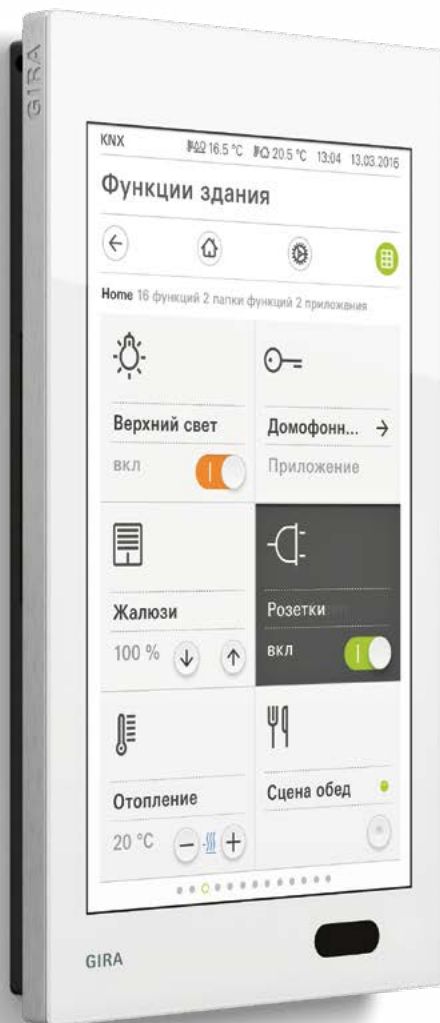 GIRA
KNX 16.5 °C 20.5 °C 13:04 13.03.2016
Функции здания
Home 16 функций 2 папки функций 2 приложения
Верхний свет
вкл
Домофонн... →
Приложение
Жалюзи
100 % ↓ ↑
Розетки
вкл
Отопление
20 °C − +
Сцена обед
GIRA